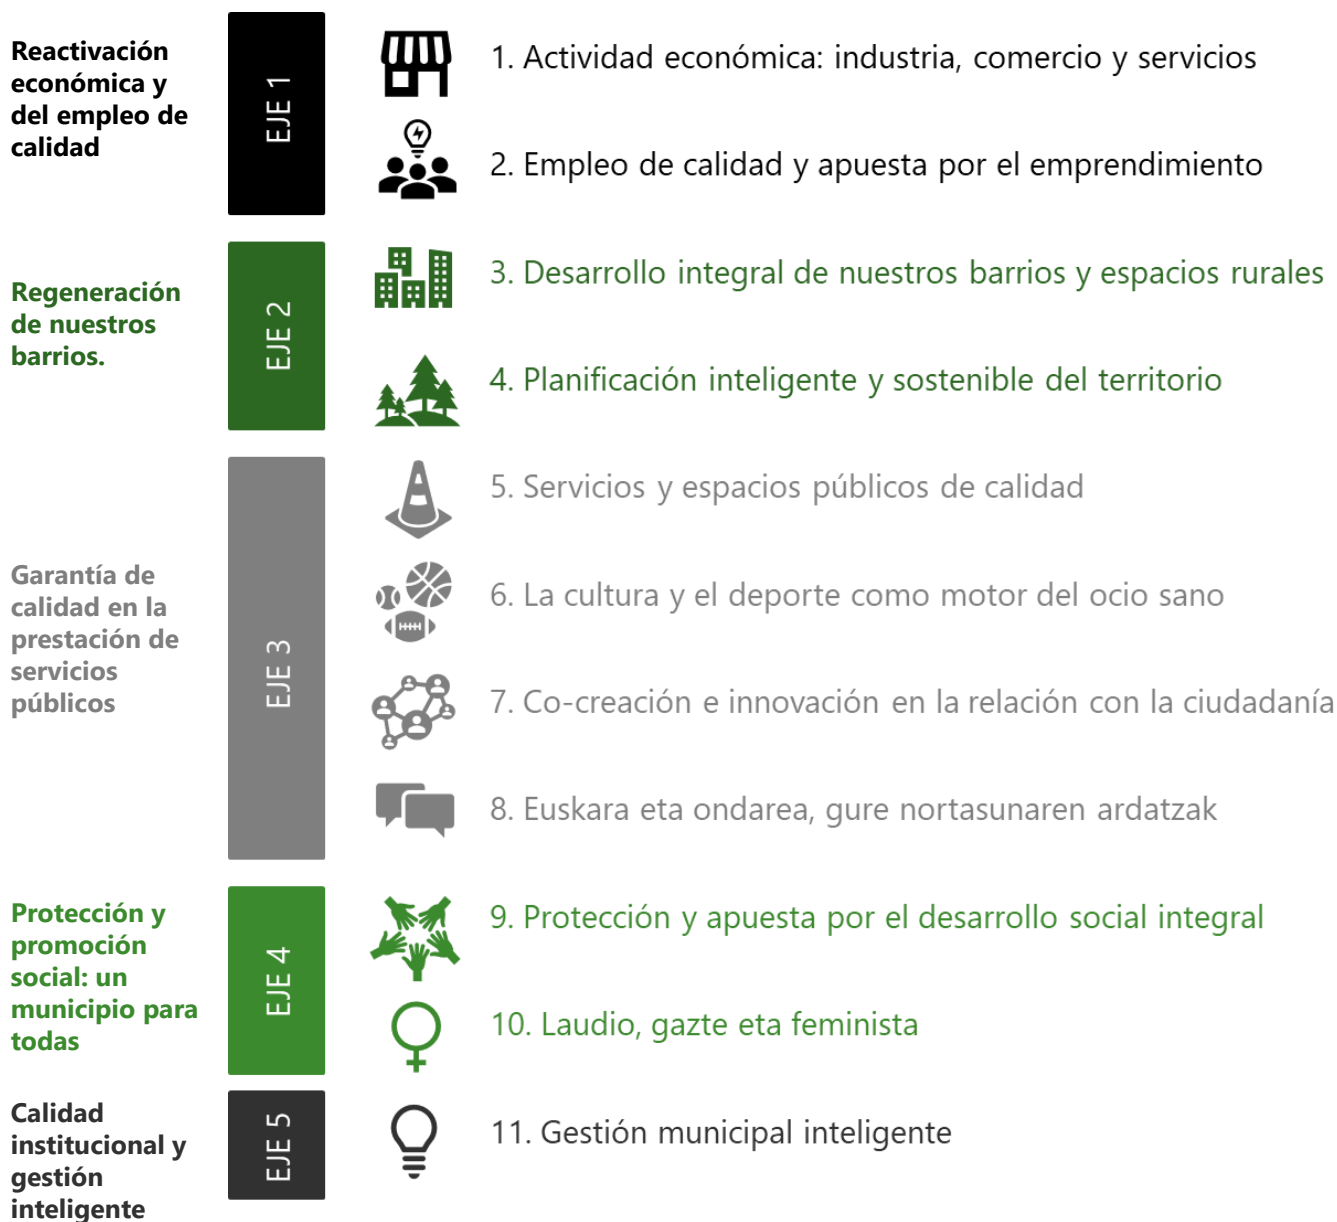 Reactivación
económica y
del empleo de
calidad
EJE 1
1. Actividad económica: industria, comercio y servicios
2. Empleo de calidad y apuesta por el emprendimiento
Regeneración
de nuestros
barrios.
EJE 2
3. Desarrollo integral de nuestros barrios y espacios rurales
4. Planificación inteligente y sostenible del territorio
Garantía de
calidad en la
prestación de
servicios
públicos
EJE 3
5. Servicios y espacios públicos de calidad
6. La cultura y el deporte como motor del ocio sano
7. Co-creación e innovación en la relación con la ciudadanía
8. Euskara eta ondarea, gure nortasunaren ardatzak
Protección y
promoción
social: un
municipio para
todas
EJE 4
9. Protección y apuesta por el desarrollo social integral
10. Laudio, gazte eta feminista
Calidad
institucional y
gestión
inteligente
EJE 5
11. Gestión municipal inteligente